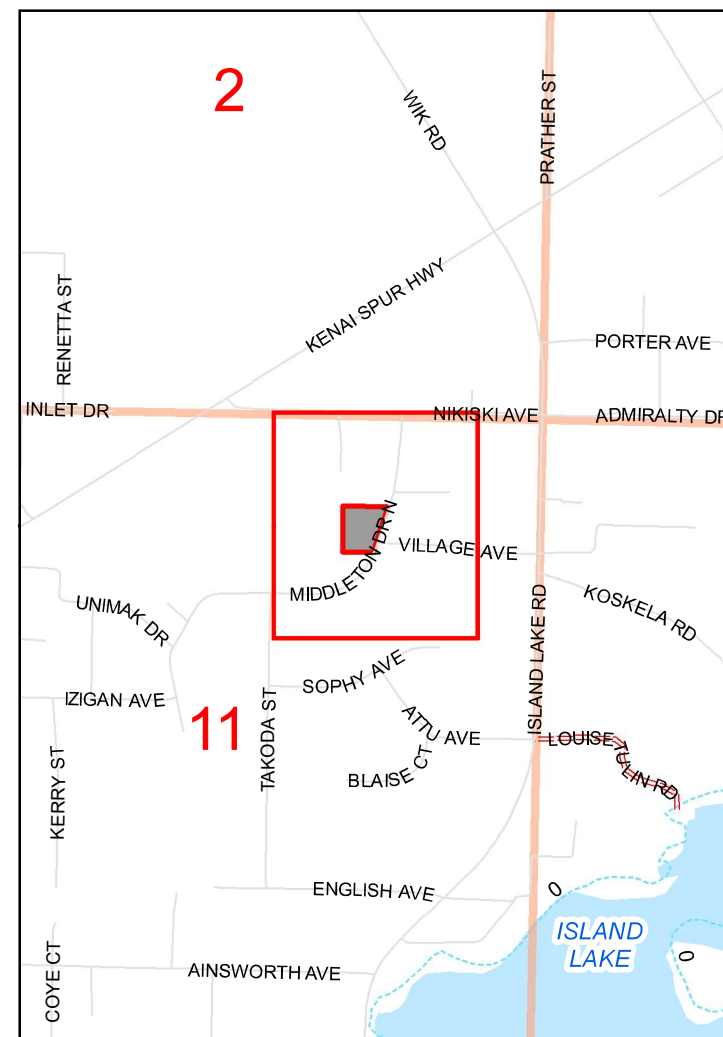 2
WIK RD
PRATHER ST
KENAI SPUR HWY
RENETTA ST
PORTER AVE
INLET DR
NIKISKI AVE
ADMIRALTY DR
MIDDLETON DR N
VILLAGE AVE
UNIMAK DR
KOSKELA RD
ISLAND LAKE RD
SOPHY AVE
IZIGAN AVE
11
TAKODA ST
ATTU AVE
LOUISE TULIN RD
BLAISE CT
KERRY ST
ENGLISH AVE
0
ISLAND
LAKE
0
AINSWORTH AVE
COYE CT